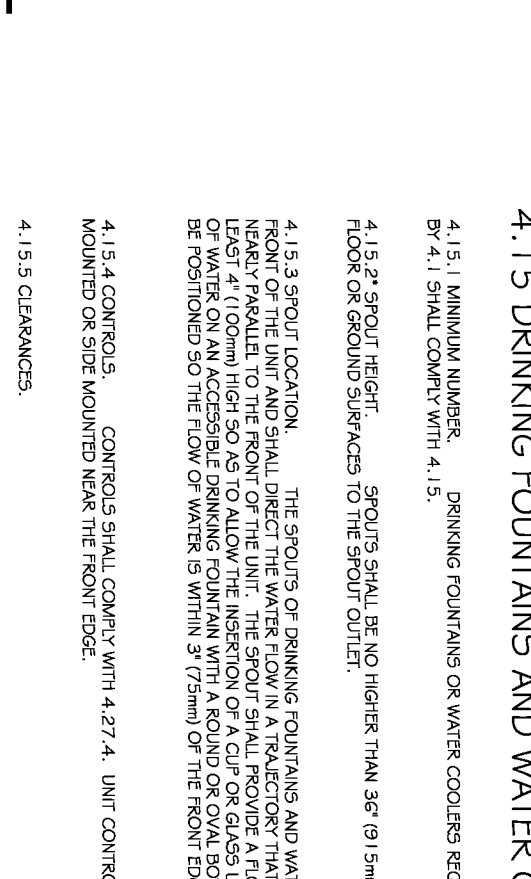 4.15 DRINKING FOUNTAINS AND WATER
4.15.1 MINIMUM NUMBER. DRINKING FOUNTAINS OR WATER COOLERS
BY 4.1 SHALL COMPLY WITH 4.15.
4.15.2* SPOUT HEIGHT. SPOUTS SHALL BE NO HIGHER THAN 36" (915m
FLOOR OR GROUND SURFACES TO THE SPOUT OUTLET.
4.15.3 SPOUT LOCATION. THE SPOUTS OF DRINKING FOUNTAINS AND WAT
FRONT OF THE UNIT AND SHALL DIRECT THE WATER FLOW IN A TRAJECTORY THAT
NEARLY PARALLEL TO THE FRONT OF THE UNIT. THE SPOUT SHALL PROVIDE A FL
LEAST 4" (100mm) HIGH SO AS TO ALLOW THE INSERTION OF A CUP OR GLASS
OF WATER ON AN ACCESSIBLE DRINKING FOUNTAIN WITH A ROUND OR OVAL BO
BE POSITIONED SO THE FLOW OF WATER IS WITHIN 3" (75mm) OF THE FRONT ED
4.15.4 CONTROLS. CONTROLS SHALL COMPLY WITH 4.27.4. UNIT CONTRO
MOUNTED OR SIDE MOUNTED NEAR THE FRONT EDGE.
4.15.5 CLEARANCES.